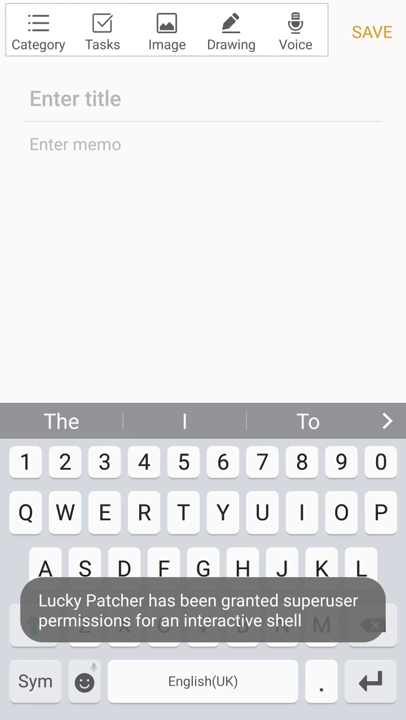 Category Tasks Image Drawing Voice SAVE
Enter title
Enter memo
The I To
1 2 3 4 5 6 7 8 9 0
Q W E R T Y U I O P
A S D F G H J K L
Z X C V B N M
Lucky Patcher has been granted superuser
permissions for an interactive shell
Sym English(UK) .